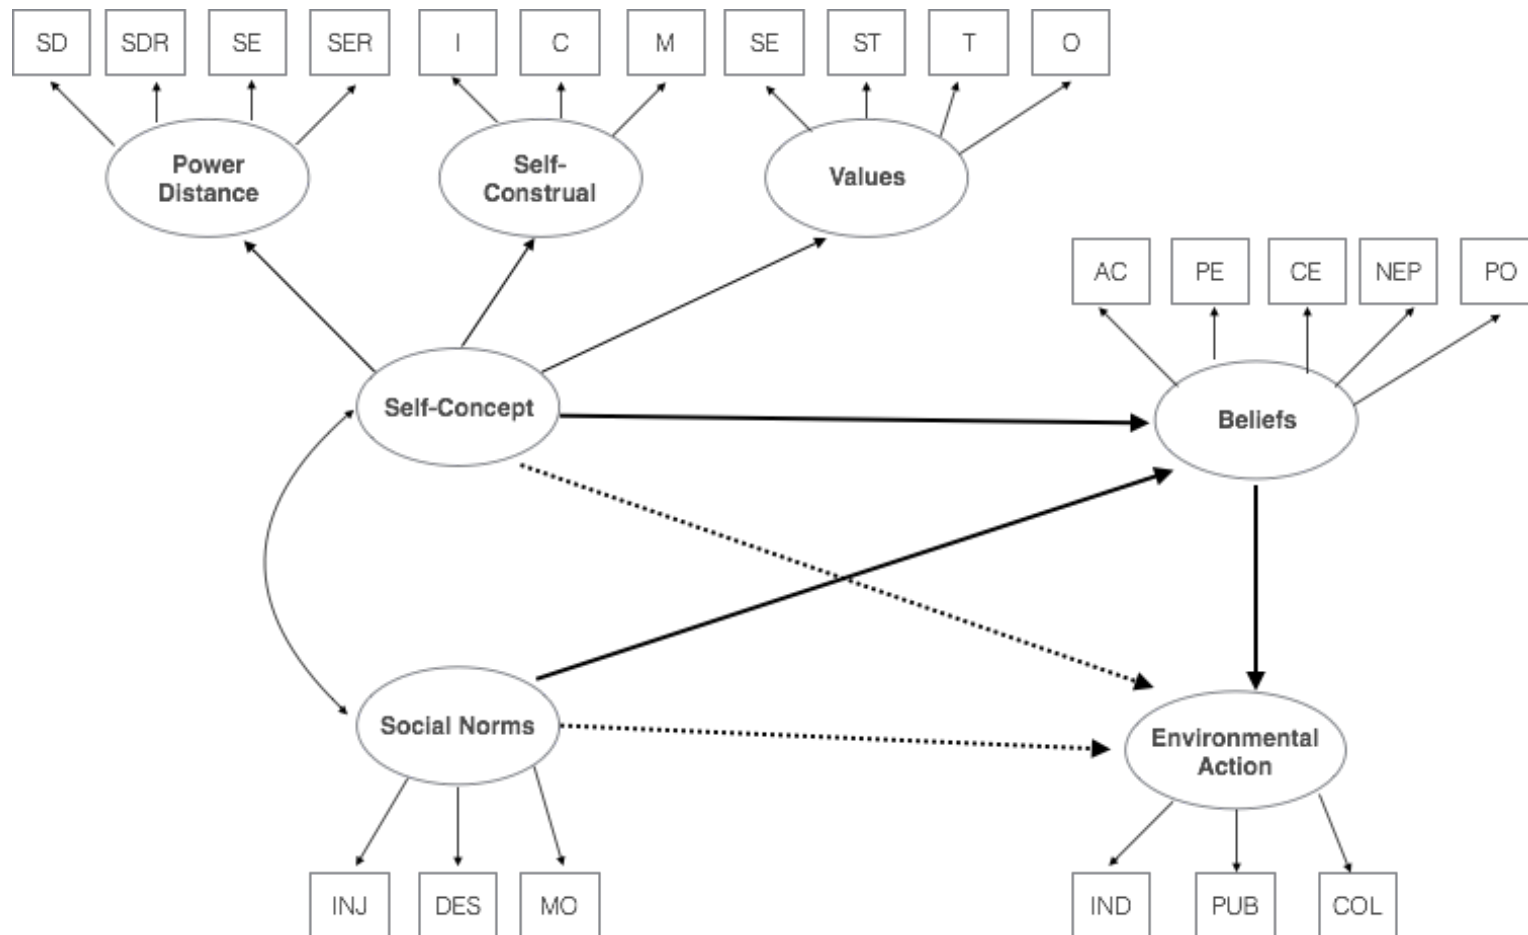 SD SDR SE SER I C M SE ST T O
Power
Distance
Self-
Construal
Values
AC PE CE NEP PO
Self-Concept
Beliefs
Social Norms
Environmental
Action
INJ DES MO IND PUB COL